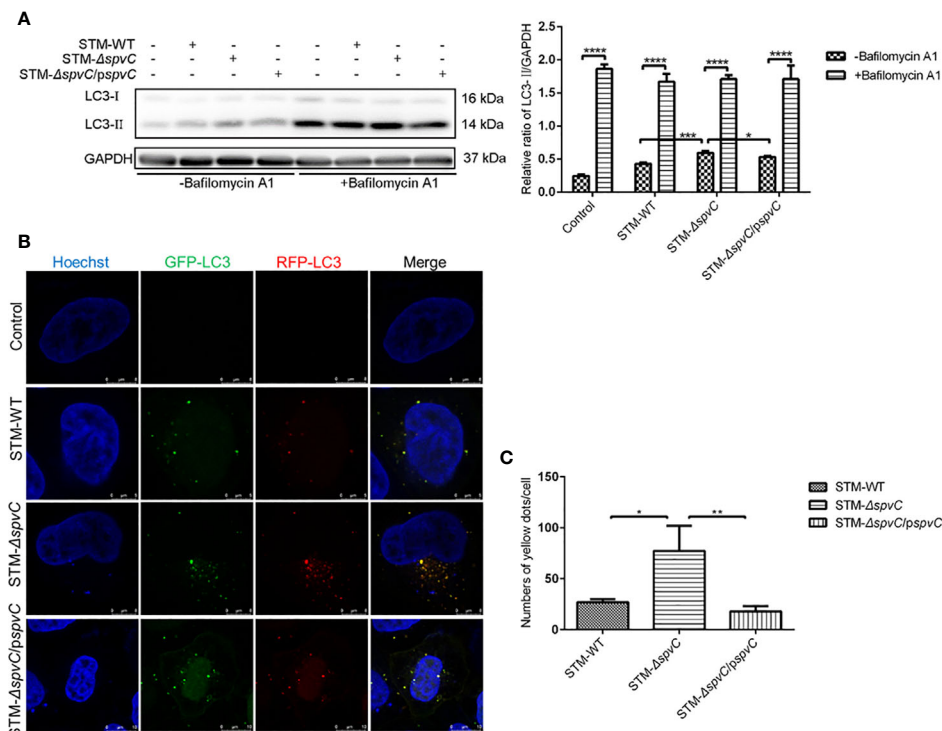 A
STM-WT - + - - - + - -
STM-ΔspvC - - + - - - + -
STM-ΔspvC/pspvC - - - + - - - +
LC3-I 16 kDa
LC3-II 14 kDa
GAPDH 37 kDa
-Bafilomycin A1 +Bafilomycin A1
Relative ratio of LC3-II/GAPDH
2.5
2.0
1.5
1.0
0.5
0.0
**** **** **** ****
*** *
Control
STM-WT
STM-ΔspvC
STM-ΔspvC/pspvC
-Bafilomycin A1
+Bafilomycin A1
B
Hoechst GFP-LC3 RFP-LC3 Merge
Control
STM-WT
STM-ΔspvC
STM-ΔspvC/pspvC
C
Numbers of yellow dots/cell
150
100
50
0
* **
STM-WT
STM-ΔspvC
STM-ΔspvC/pspvC
STM-WT
STM-ΔspvC
STM-ΔspvC/pspvC